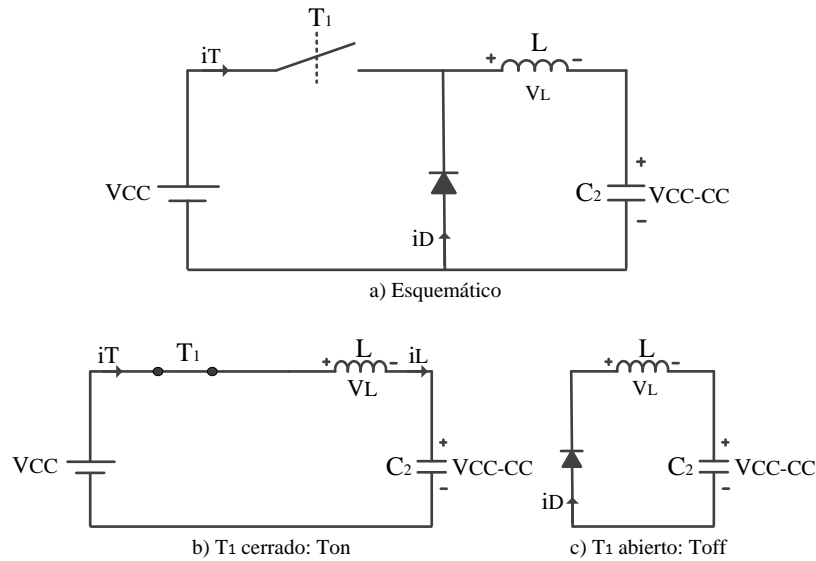 T1
iT
L
+ -
VL
VCC
C2
+
VCC-CC
-
iD
a) Esquemático
iT
T1
L
iL
+ -
VL
VCC
C2
+
VCC-CC
-
b) T1 cerrado: Ton
L
+ -
VL
C2
+
VCC-CC
-
iD
c) T1 abierto: Toff